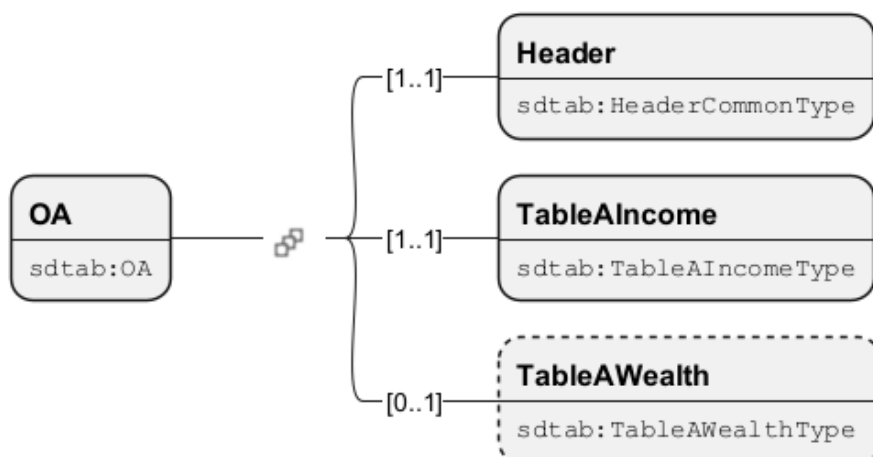 Header
[1..1]
sdtab:HeaderCommonType
OA
sdtab:OA
TableAIncome
[1..1]
sdtab:TableAIncomeType
TableAWealth
[0..1]
sdtab:TableAWealthType